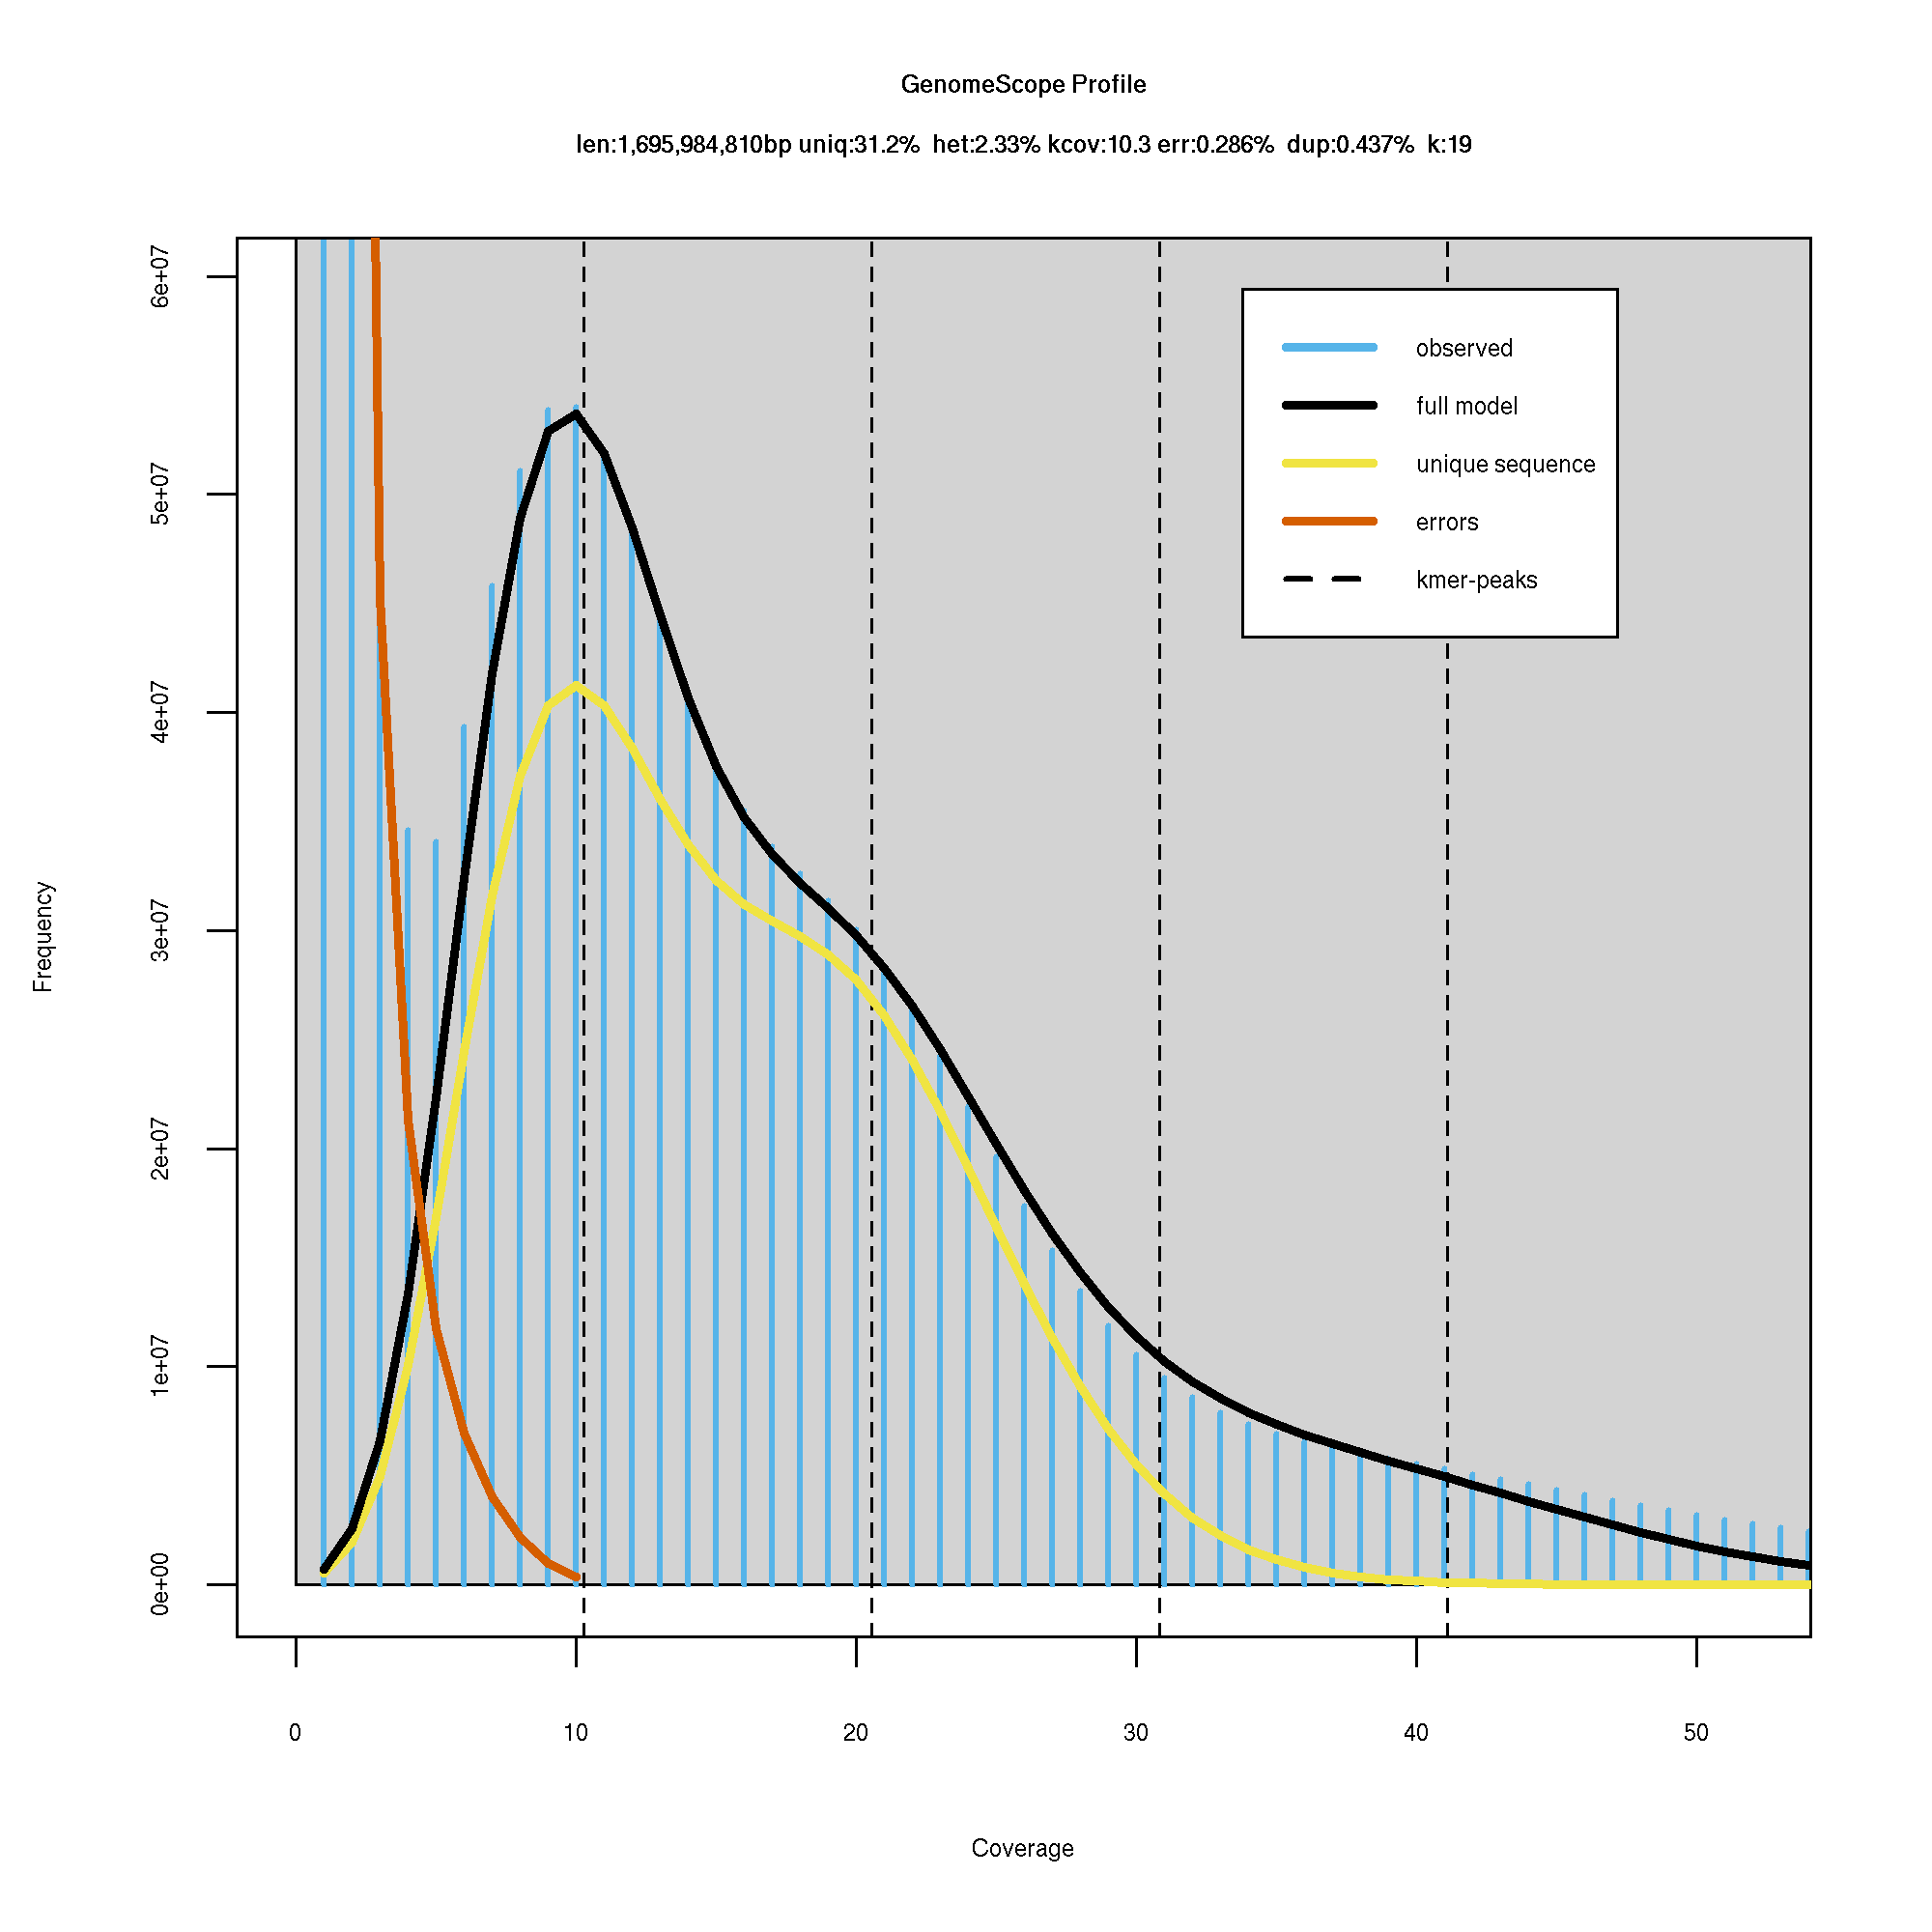 GenomeScope Profile
len:1,695,984,810bp uniq:31.2% het:2.33% kcov:10.3 err:0.286% dup:0.437% k:19
observed
full model
unique sequence
errors
kmer-peaks
Frequency
6e+07
5e+07
4e+07
3e+07
2e+07
1e+07
0e+00
0 10 20 30 40 50
Coverage